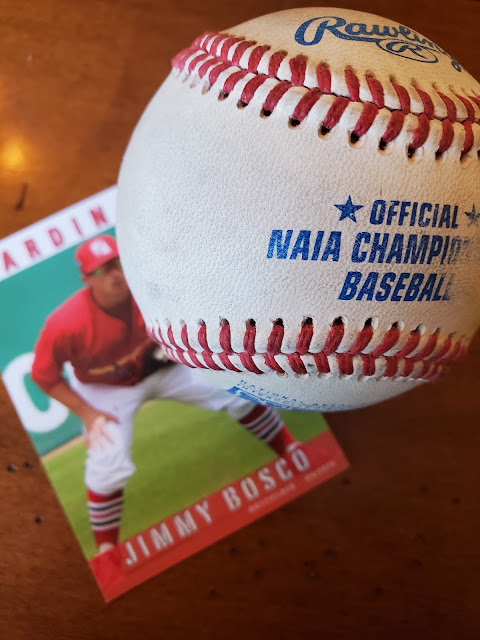 Rawlings
R
OFFICIAL
NAIA CHAMPION
BASEBALL
ARDIN
JIMMY BOSCO